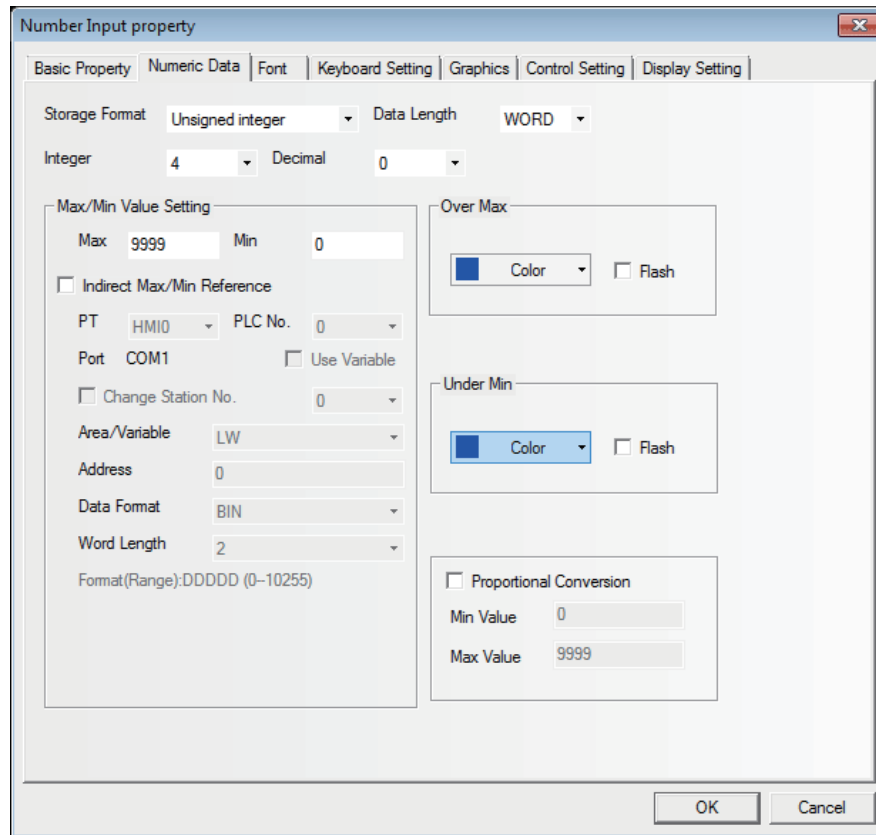 Number Input property
Basic Property Numeric Data Font Keyboard Setting Graphics Control Setting Display Setting
Storage Format Unsigned integer Data Length WORD
Integer 4 Decimal 0
Max/Min Value Setting
Max 9999 Min 0
Indirect Max/Min Reference
PT HMI0 PLC No. 0
Port COM1 Use Variable
Change Station No. 0
Area/Variable LW
Address 0
Data Format BIN
Word Length 2
Format(Range):DDDDD (0--10255)
Over Max
Color Flash
Under Min
Color Flash
Proportional Conversion
Min Value 0
Max Value 9999
OK Cancel